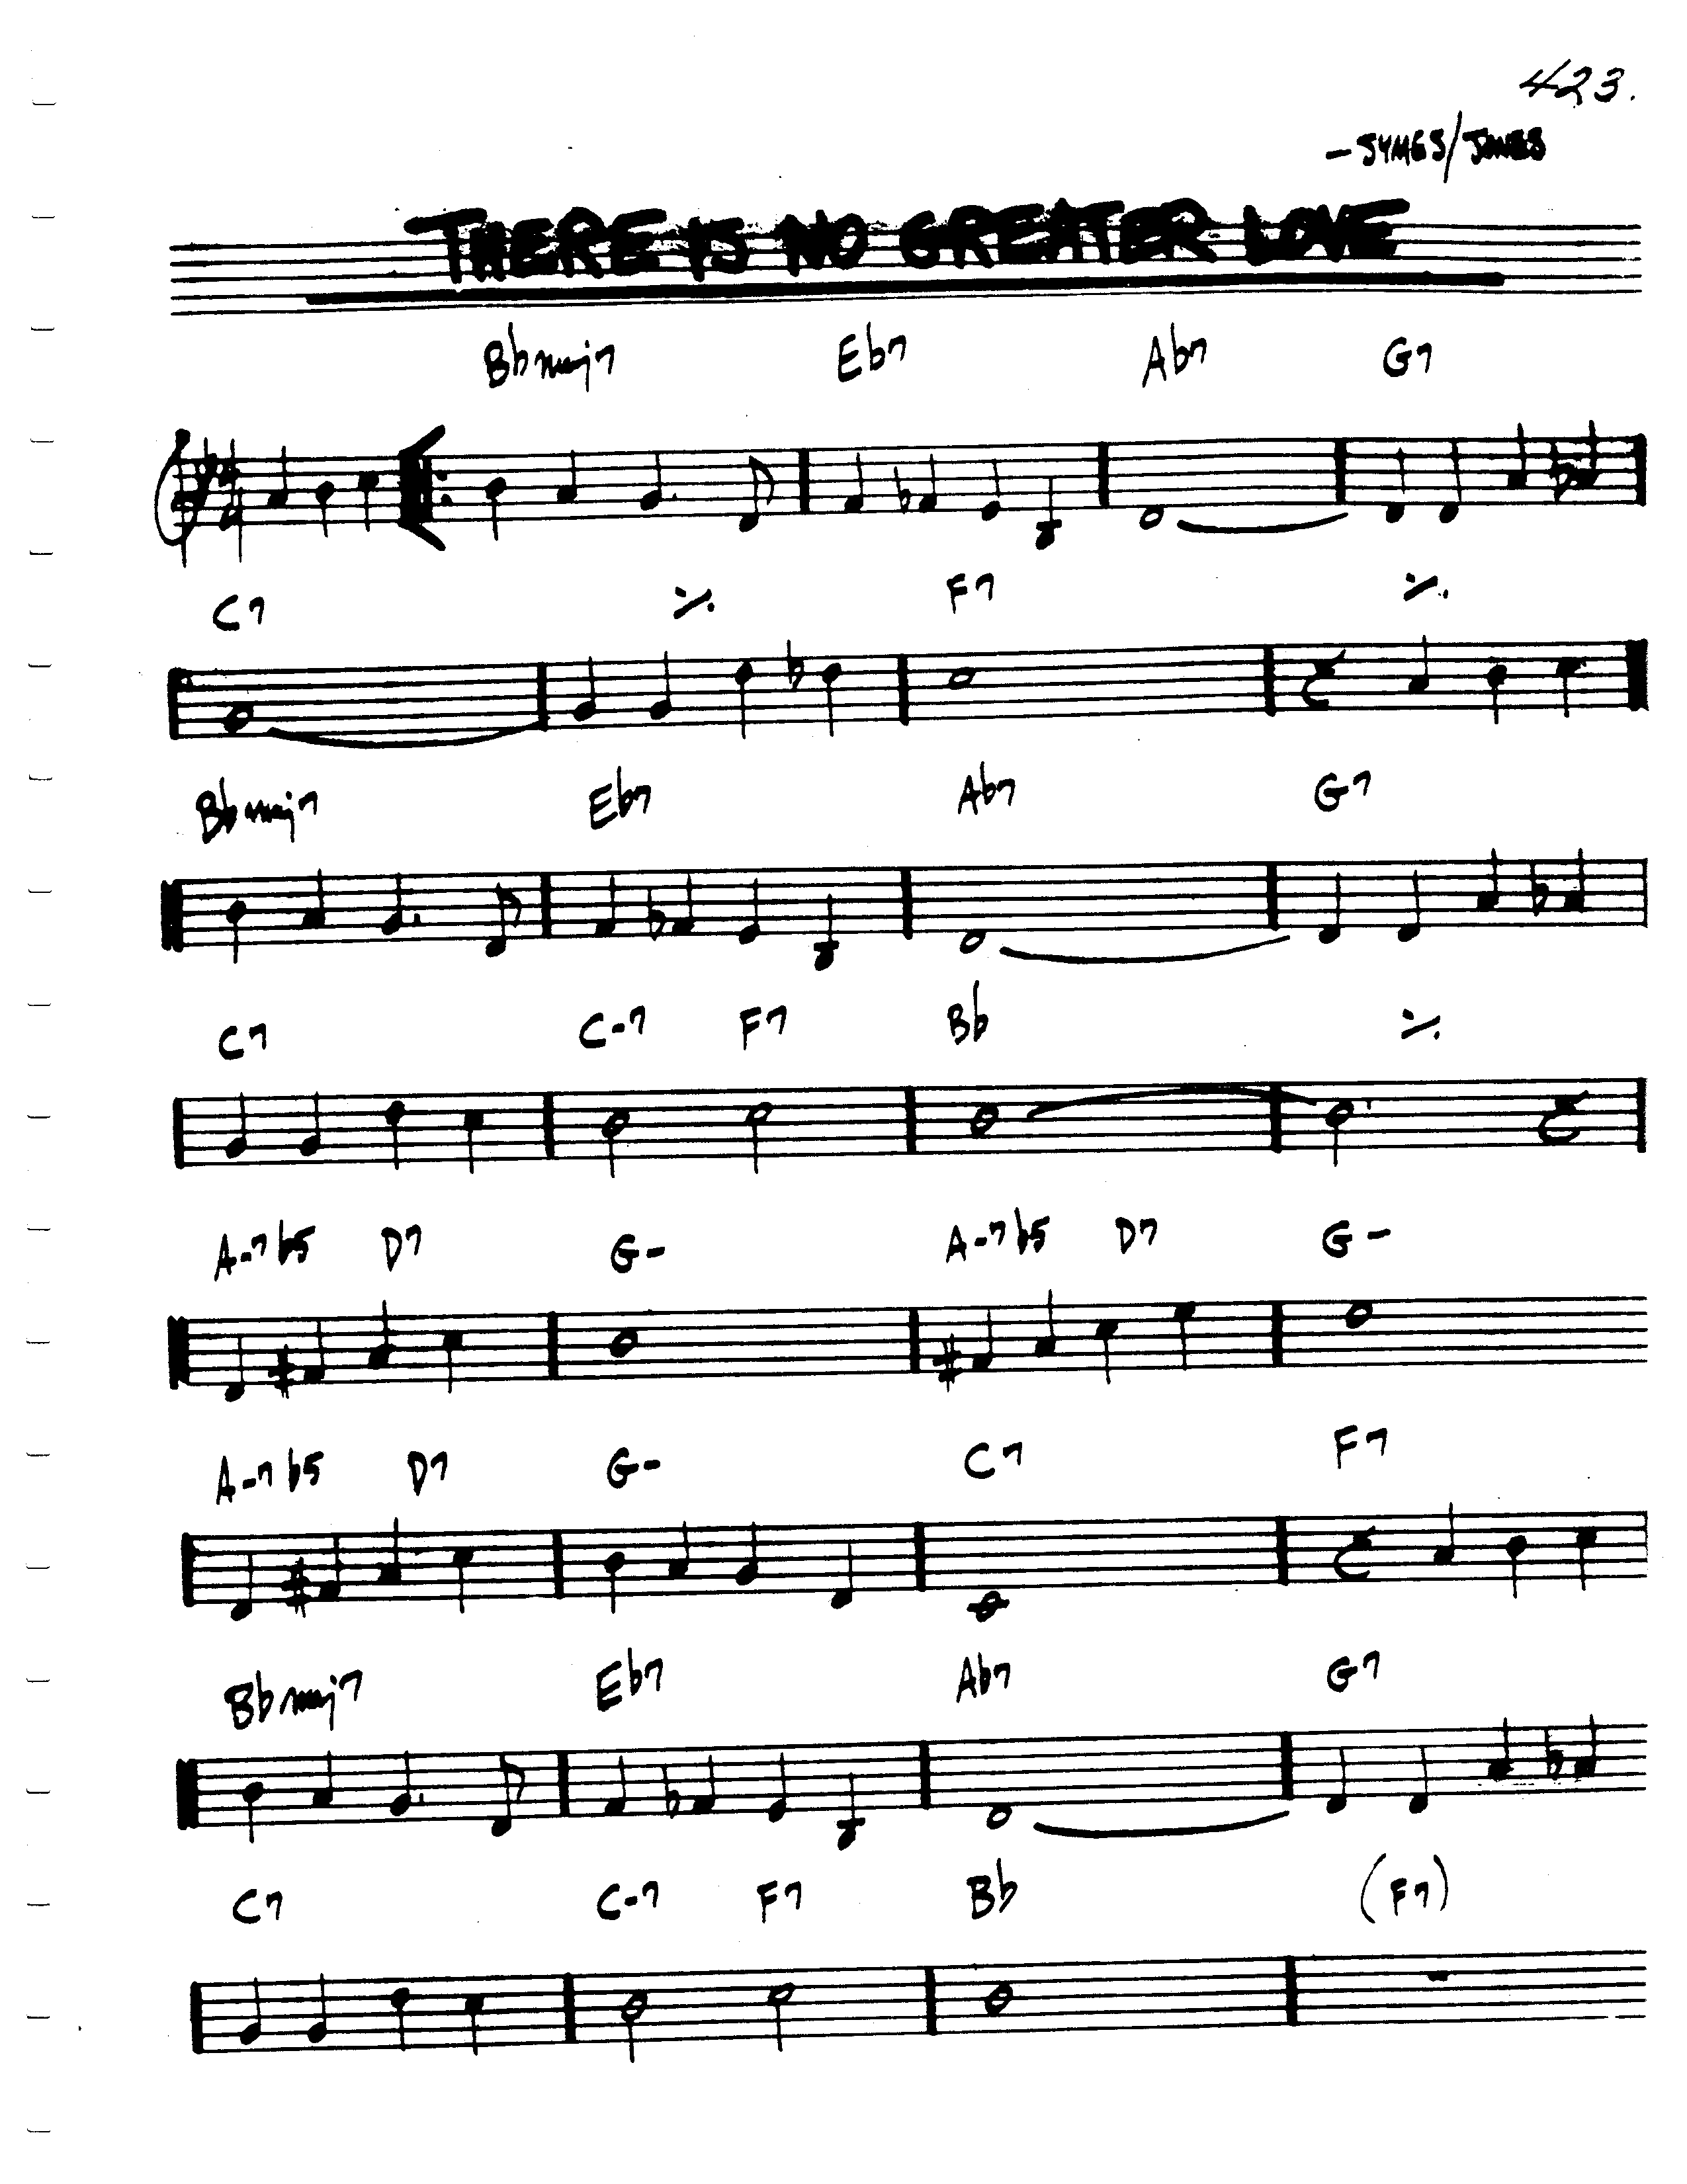 423.
- SYMES/JONES
THERE IS NO GREATER LOVE
Bbmaj7 Eb7 Ab7 G7
C7 ٪ F7 ٪
Bbmaj7 Eb7 Ab7 G7
C7 C-7 F7 Bb ٪
A-7b5 D7 G- A-7b5 D7 G-
A-7b5 D7 G- C7 F7
Bbmaj7 Eb7 Ab7 G7
C7 C-7 F7 Bb (F7)